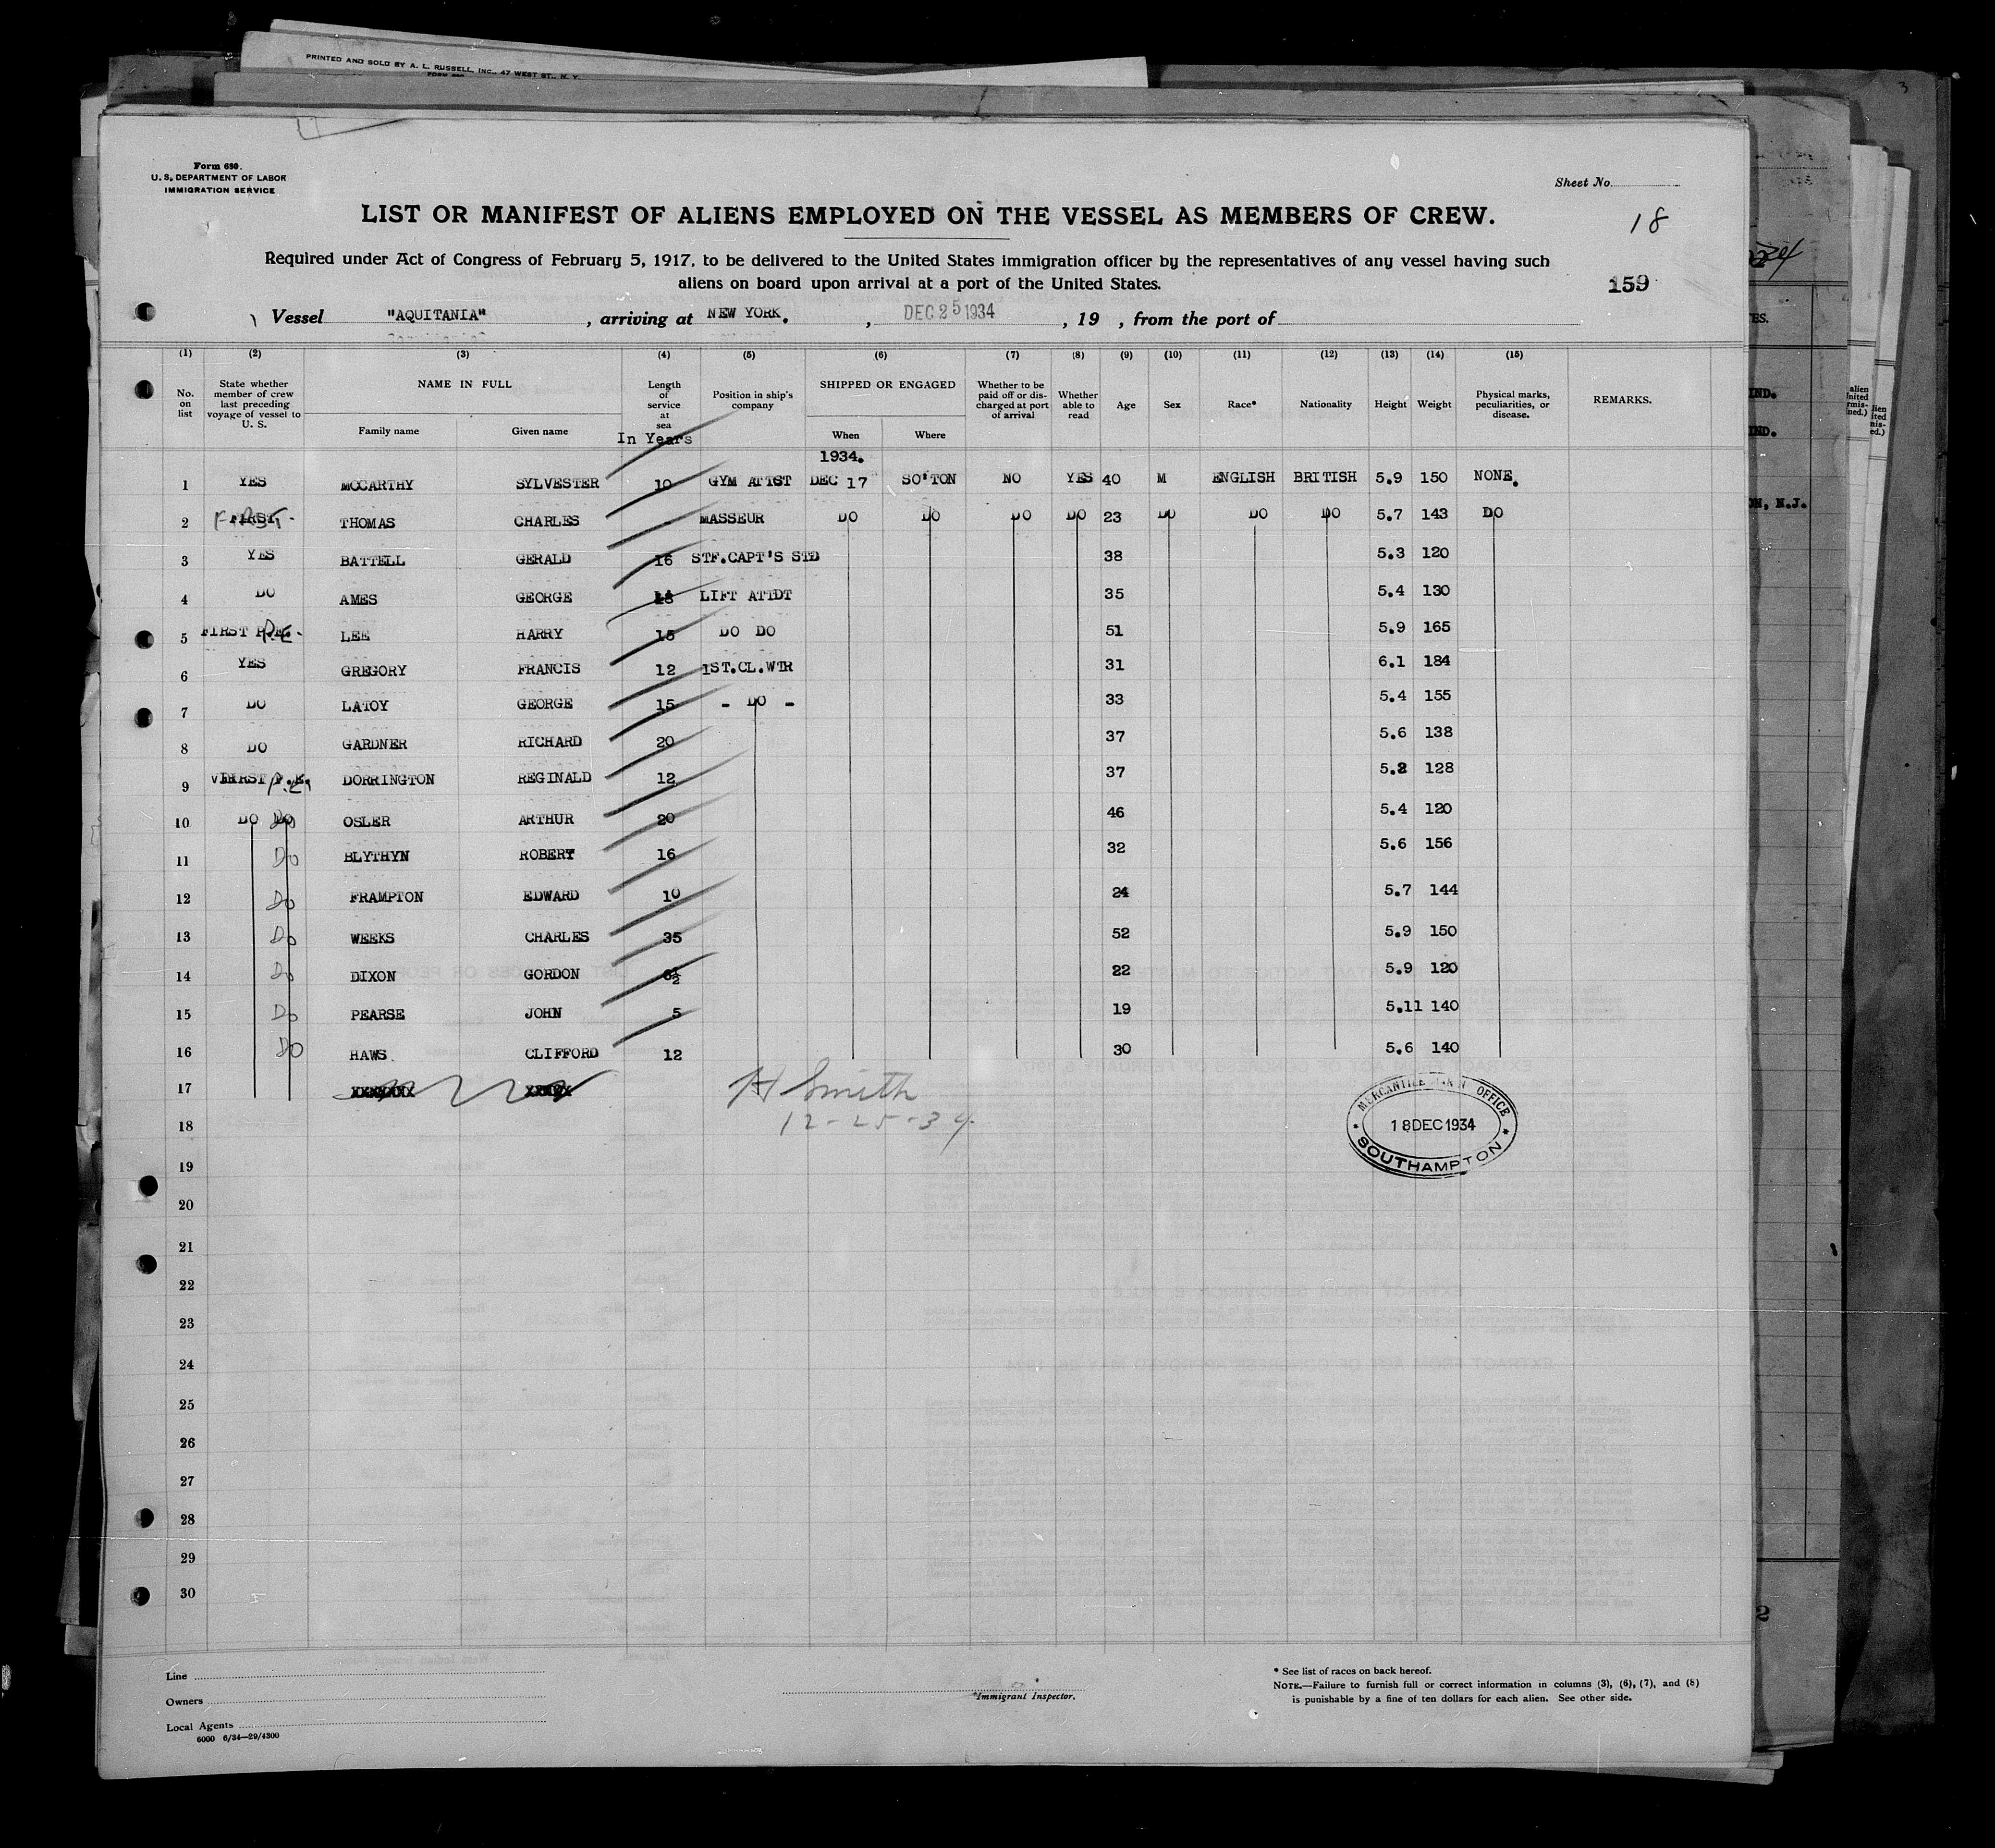 PRINTED AND SOLD BY A. L. RUSSELL, INC., 47 WEST ST., N. Y.
Form 680.
U. S. DEPARTMENT OF LABOR
IMMIGRATION SERVICE
Sheet No.
LIST OR MANIFEST OF ALIENS EMPLOYED ON THE VESSEL AS MEMBERS OF CREW.
18
Required under Act of Congress of February 5, 1917, to be delivered to the United States immigration officer by the representatives of any vessel having such
aliens on board upon arrival at a port of the United States.
159
Vessel "AQUITANIA", arriving at NEW YORK., DEC 25 1934, 19 , from the port of
(1) (2) (3) (4) (5) (6) (7) (8) (9) (10) (11) (12) (13) (14) (15)
No. on list
State whether member of crew last preceding voyage of vessel to U. S.
NAME IN FULL
Family name
Given name
Length of service at sea
In Years
Position in ship's company
SHIPPED OR ENGAGED
When
Where
Whether to be paid off or discharged at port of arrival
Whether able to read
Age
Sex
Race*
Nationality
Height
Weight
Physical marks, peculiarities, or disease.
REMARKS.
1934.
1 YES MCCARTHY SYLVESTER 10 GYM ATTST DEC 17 SO'TON NO YES 40 M ENGLISH BRITISH 5.9 150 NONE.
2 FIRST THOMAS CHARLES - MASSEUR DO DO DO DO 23 DO DO DO 5.7 143 DO
3 YES BATTELL GERALD 16 STF.CAPT'S STD 38 5.3 120
4 DO AMES GEORGE LIFT ATTDT 35 5.4 130
5 FIRST R.E. LEE HARRY 15 DO DO 51 5.9 165
6 YES GREGORY FRANCIS 12 1ST.CL.WTR 31 6.1 184
7 DO LATOY GEORGE 15 - DO - 33 5.4 155
8 DO GARDNER RICHARD 20 37 5.6 138
9 FIRST DORRINGTON REGINALD 12 37 5.2 128
10 DO DO OSLER ARTHUR 20 46 5.4 120
11 Do BLYTHYN ROBERT 16 32 5.6 156
12 Do FRAMPTON EDWARD 10 24 5.7 144
13 Do WEEKS CHARLES 35 52 5.9 150
14 Do DIXON GORDON 6½ 22 5.9 120
15 Do PEARSE JOHN 5 19 5.11 140
16 Do HAWS CLIFFORD 12 30 5.6 140
17
H Smith
12-25-34
MERCANTILE MARINE OFFICE
18 DEC 1934
SOUTHAMPTON
18
19
20
21
22
23
24
25
26
27
28
29
30
Line
Owners
Local Agents
6000 6/34—29/4300
Immigrant Inspector.
* See list of races on back hereof.
NOTE.—Failure to furnish full or correct information in columns (3), (6), (7), and (8)
is punishable by a fine of ten dollars for each alien. See other side.